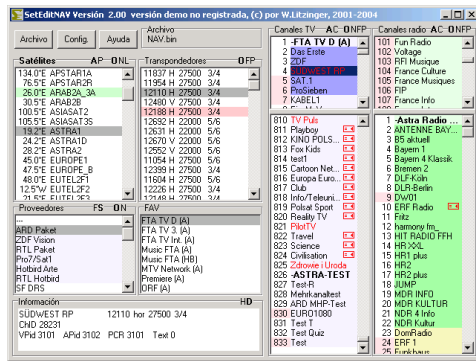 SetEditNAV Versión 2.00 versión demo no registrada, (c) por W.Litzinger, 2001-2004
Archivo
Config.
Ayuda
Archivo
NAV.bin
Satélites AP ONL
134.0°E APSTAR1A
76.5°E APSTAR2R
26.0°E ARABSA2A_3A
30.5°E ARAB2B
100.5°E ASIASAT2
105.5°E ASIASAT3S
19.2°E ASTRA1
24.2°E ASTRA1D
28.2°E ASTRA2
45.0°E EUROPE1
47.5°E EUROPE_B
48.0°E EUTEL2F1
12.5°W EUTEL2F2
21.5°E EUTEL2F3
Transpondedores OFP
11837 H 27500 3/4
11954 H 27500 3/4
12110 H 27500 3/4
12480 V 27500 3/4
12188 H 27500 3/4
12692 H 22000 5/6
12633 H 22000 5/6
12670 V 22000 5/6
12552 V 22000 5/6
11054 H 27500 5/6
12399 H 27500 3/4
11604 H 27500 5/6
12226 H 27500 3/4
12148 H 27500 3/4
Proveedores FS ON
---
ARD Paket
ZDF Vision
RTL Paket
Pro7/Sat1
Hotbird Arte
RTL Hotbird
SF DRS
FAV
FTA TV D (A)
FTA TV 3. (A)
FTA TV Int. (A)
Music FTA (A)
Music FTA (HB)
MTV Network (A)
Premiere (A)
ORF (A)
Información HD
SÜDWEST RP 12110 hor 27500 3/4
ChID 28231
VPid 3101 APid 3102 PCR 3101 Text 0
Canales TV AC ONFP
1 -FTA TV D (A)
2 Das Erste
3 ZDF
4 SÜDWEST RP
5 SAT.1
6 ProSieben
7 KABEL1
810 TV Puls
811 Playboy
812 KINO POLS...
813 Fox Kids
814 test1
815 Cartoon Net...
816 Europa Euro...
817 Club
818 Info/Teleuni...
819 Polsat Sport
820 Reality TV
821 PilotTV
822 Travel
823 Science
824 Civilisation
825 Zdrowie i Uroda
826 -ASTRA-TEST
827 Test-R
828 Mehrkanaltest
829 ARD MHP-Test
830 EURO1080
831 Test T
832 Test Quiz
833 Test
Canales radio AC ONFP
101 Fun Radio
102 Voltage
103 RFI Musique
104 France Culture
105 France Musiques
106 FIP
107 France Info
1 -Astra Radio ...
2 ANTENNE BAY...
3 B5 aktuell
4 Bayern 1
5 Bayern 4 Klassik
6 Bremen 2
7 DLF-Köln
8 DLR-Berlin
9 DW01
10 ERF Radio
11 Fritz
12 harmony fm_
13 HIT RADIO FFH
14 HR XXL
15 HR1 plus
16 HR2
17 HR2 plus
18 JUMP
19 MDR INFO
20 MDR KULTUR
21 NDR 4 Info
22 NDR Kultur
23 DomRadio
24 ERF 1
25 Funkhaus